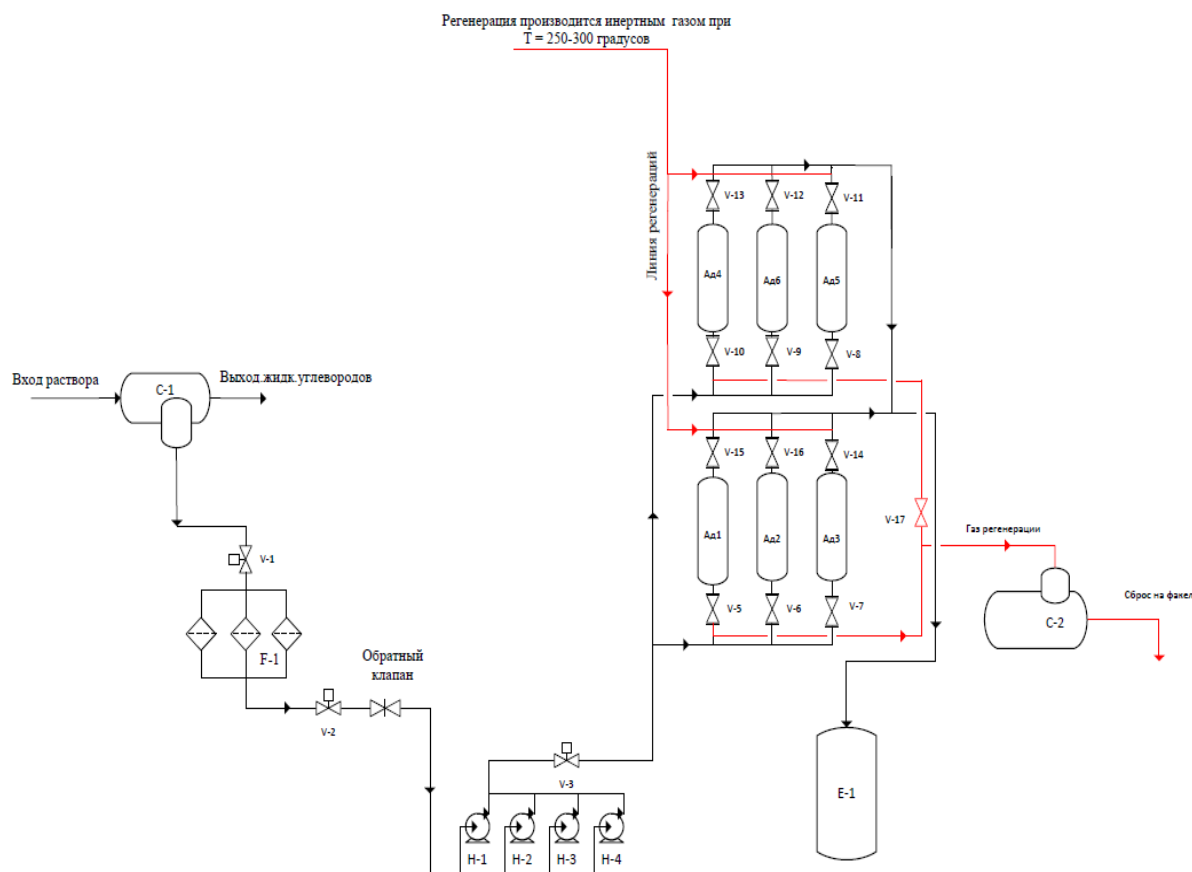 Регенерация производится инертным газом при
Т = 250-300 градусов
Линия регенераций
V-13
V-12
V-11
Ад4
Ад6
Ад5
V-10
V-9
V-8
Вход раствора
С-1
Выход.жидк.углевородов
V-15
V-16
V-14
Ад1
Ад2
Ад3
V-17
Газ регенерации
V-1
V-5
V-6
V-7
С-2
Сброс на факел
F-1
Обратный
клапан
V-2
V-3
Е-1
Н-1
Н-2
Н-3
Н-4